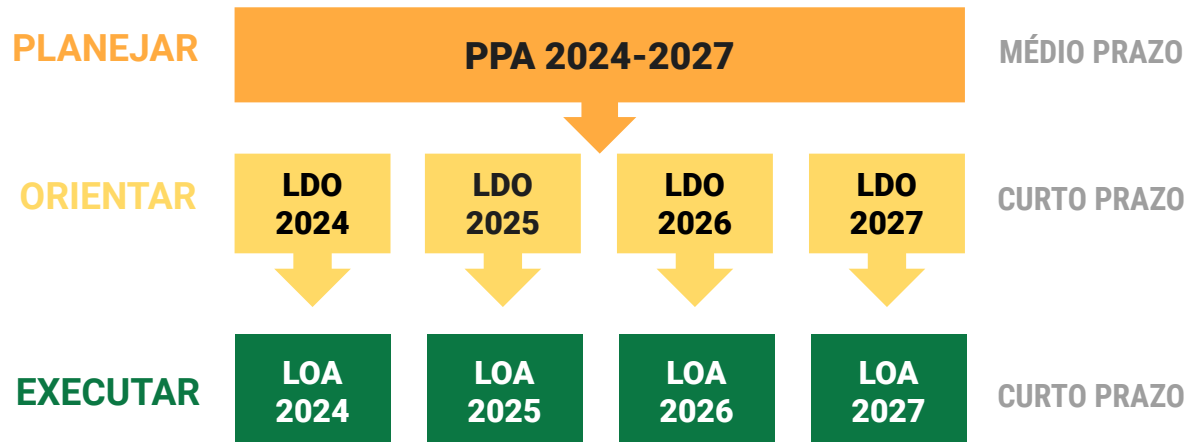 PLANEJAR
PPA 2024-2027
MÉDIO PRAZO
ORIENTAR
LDO
2024
LDO
2025
LDO
2026
LDO
2027
CURTO PRAZO
EXECUTAR
LOA
2024
LOA
2025
LOA
2026
LOA
2027
CURTO PRAZO